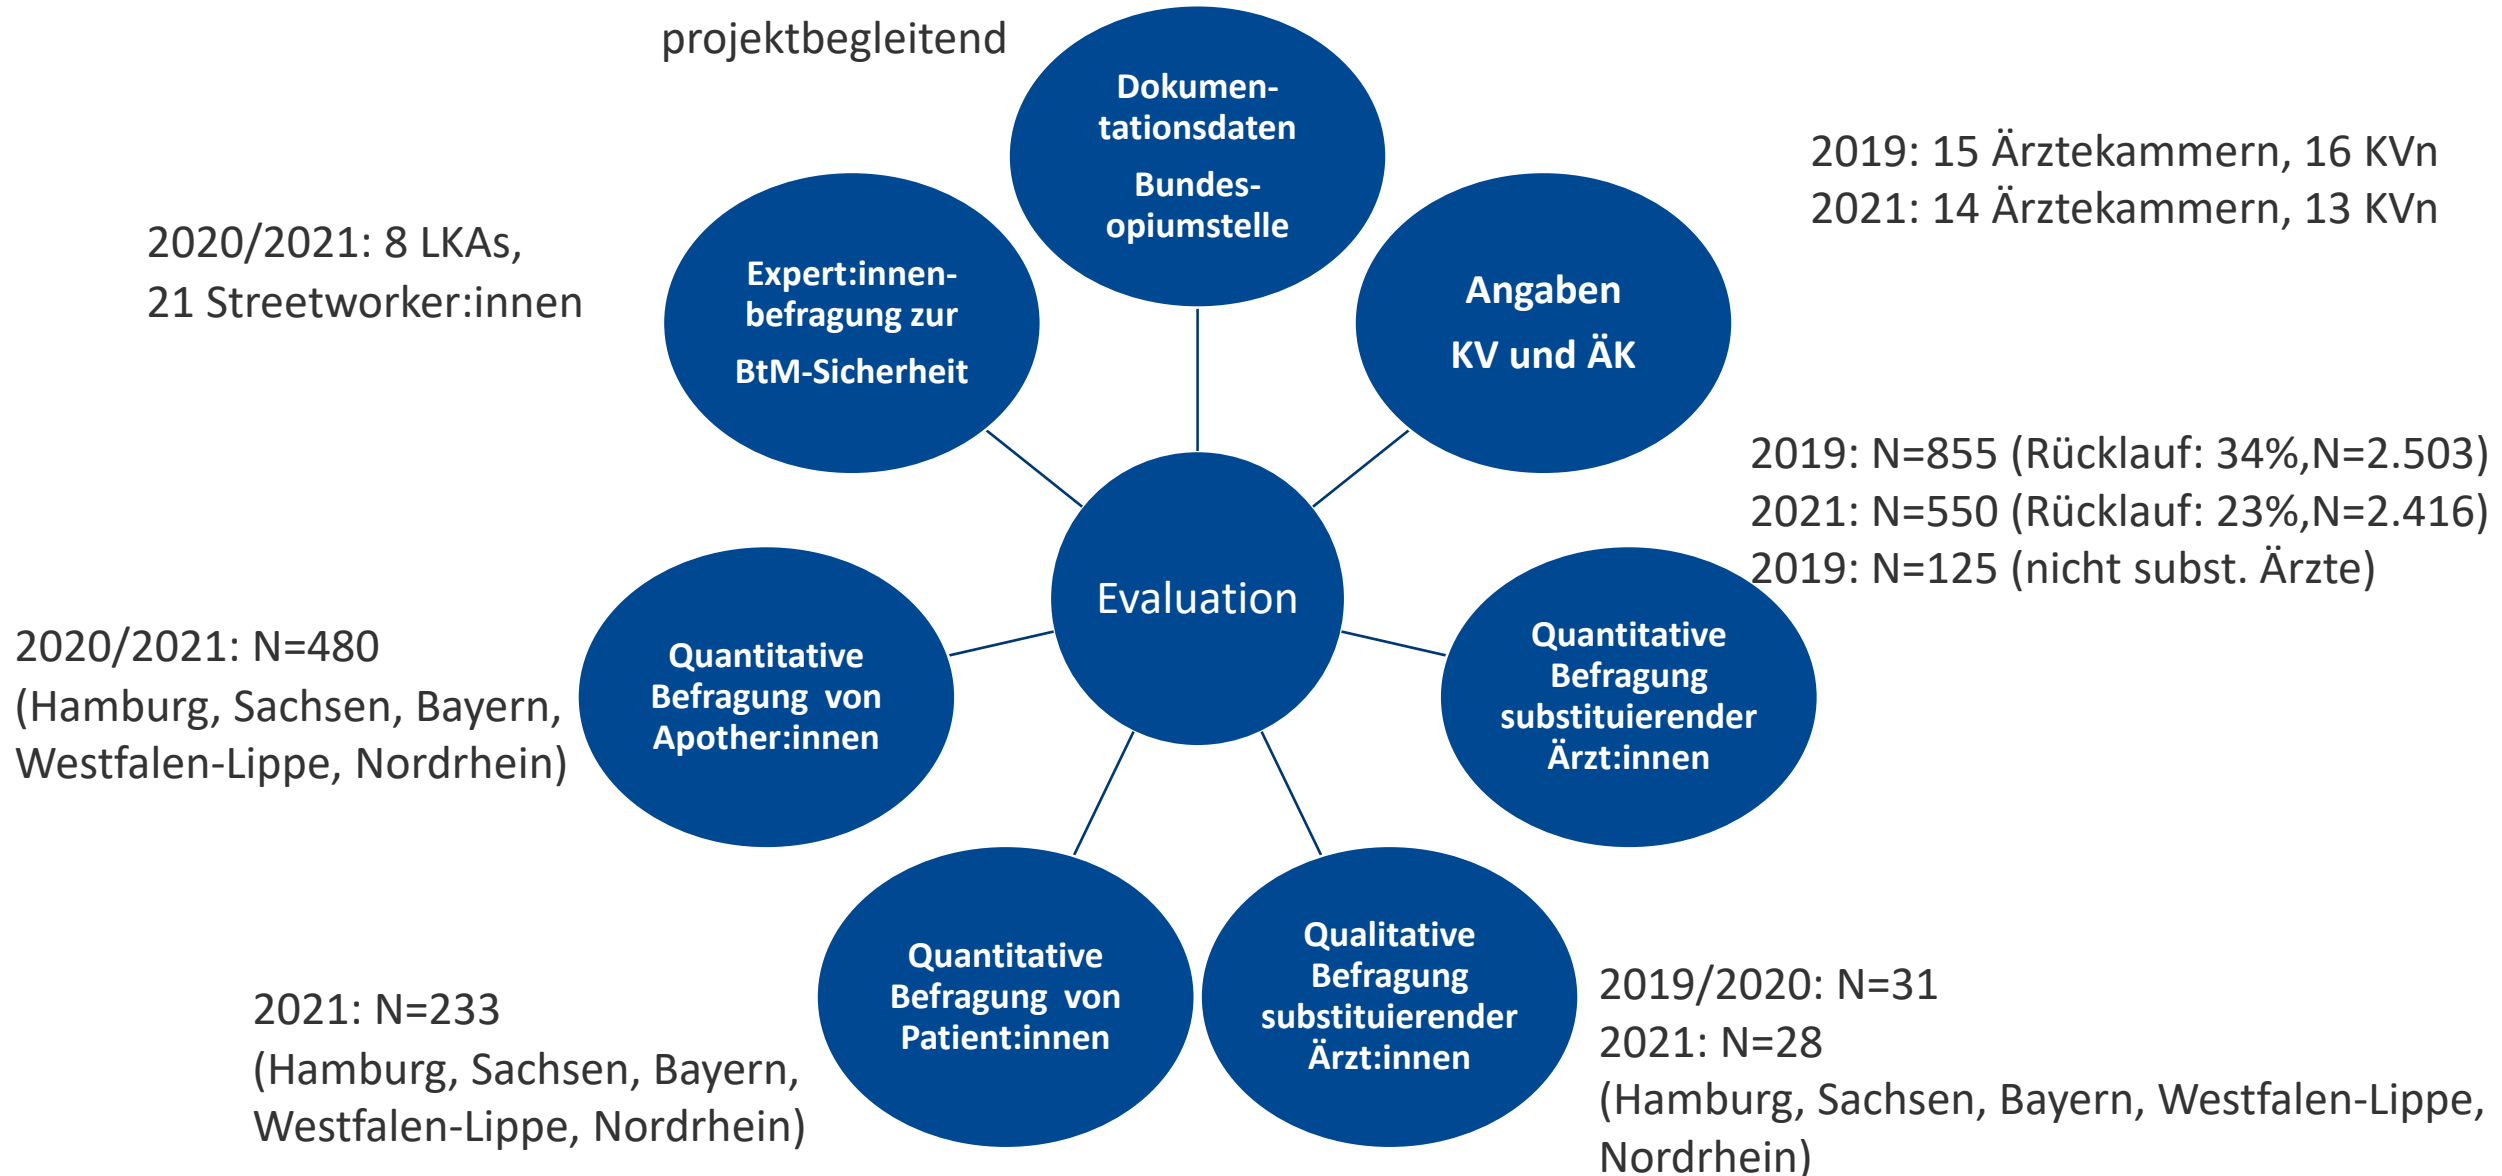 projektbegleitend
Dokumen-
tationsdaten
Bundes-
opiumstelle
2019: 15 Ärztekammern, 16 KVn
2021: 14 Ärztekammern, 13 KVn
Angaben
KV und ÄK
2020/2021: 8 LKAs,
21 Streetworker:innen
Expert:innen-
befragung zur
BtM-Sicherheit
2019: N=855 (Rücklauf: 34%,N=2.503)
2021: N=550 (Rücklauf: 23%,N=2.416)
2019: N=125 (nicht subst. Ärzte)
Evaluation
Quantitative
Befragung
substituierender
Ärzt:innen
2020/2021: N=480
(Hamburg, Sachsen, Bayern,
Westfalen-Lippe, Nordrhein)
Quantitative
Befragung von
Apother:innen
2021: N=233
(Hamburg, Sachsen, Bayern,
Westfalen-Lippe, Nordrhein)
Quantitative
Befragung von
Patient:innen
Qualitative
Befragung
substituierender
Ärzt:innen
2019/2020: N=31
2021: N=28
(Hamburg, Sachsen, Bayern, Westfalen-Lippe,
Nordrhein)